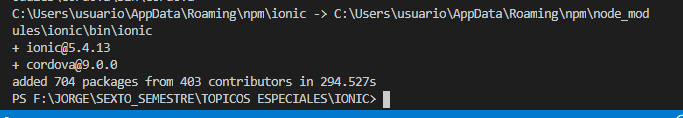 C:\Users\usuario\AppData\Roaming\npm\ionic -> C:\Users\usuario\AppData\Roaming\npm\node_mod
ules\ionic\bin\ionic
+ ionic@5.4.13
+ cordova@9.0.0
added 704 packages from 403 contributors in 294.527s
PS F:\JORGE\SEXTO_SEMESTRE\TOPICOS ESPECIALES\IONIC>